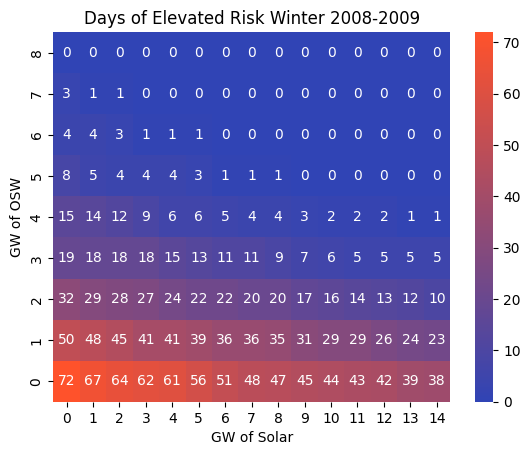 Days of Elevated Risk Winter 2008-2009
8 0 0 0 0 0 0 0 0 0 0 0 0 0 0 0
7 3 1 1 0 0 0 0 0 0 0 0 0 0 0 0
6 4 4 3 1 1 1 0 0 0 0 0 0 0 0 0
5 8 5 4 4 4 3 1 1 1 0 0 0 0 0 0
4 15 14 12 9 6 6 5 4 4 3 2 2 2 1 1
3 19 18 18 18 15 13 11 11 9 7 6 5 5 5 5
2 32 29 28 27 24 22 22 20 20 17 16 14 13 12 10
1 50 48 45 41 41 39 36 36 35 31 29 29 26 24 23
0 72 67 64 62 61 56 51 48 47 45 44 43 42 39 38
0 1 2 3 4 5 6 7 8 9 10 11 12 13 14
GW of Solar
GW of OSW
70
60
50
40
30
20
10
0